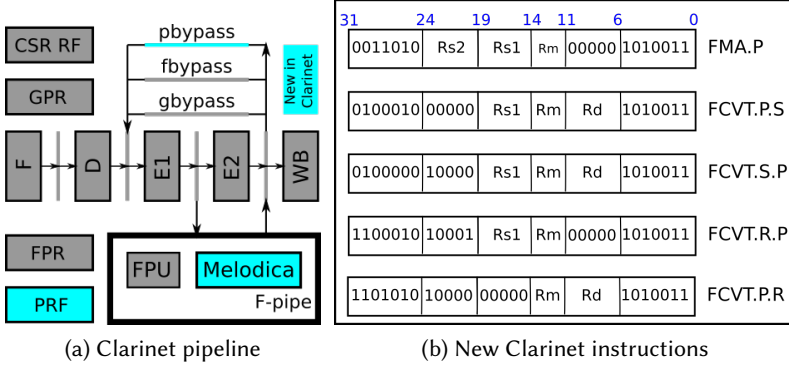 CSR RF
GPR
pbypass
fbypass
gbypass
New in
Clarinet
F
D
E1
E2
WB
FPR
PRF
FPU
Melodica
F-pipe
(a) Clarinet pipeline
31 24 19 14 11 6 0
0011010 Rs2 Rs1 Rm 00000 1010011 FMA.P
0100010 00000 Rs1 Rm Rd 1010011 FCVT.P.S
0100000 10000 Rs1 Rm Rd 1010011 FCVT.S.P
1100010 10001 Rs1 Rm 00000 1010011 FCVT.R.P
1101010 10000 00000 Rm Rd 1010011 FCVT.P.R
(b) New Clarinet instructions